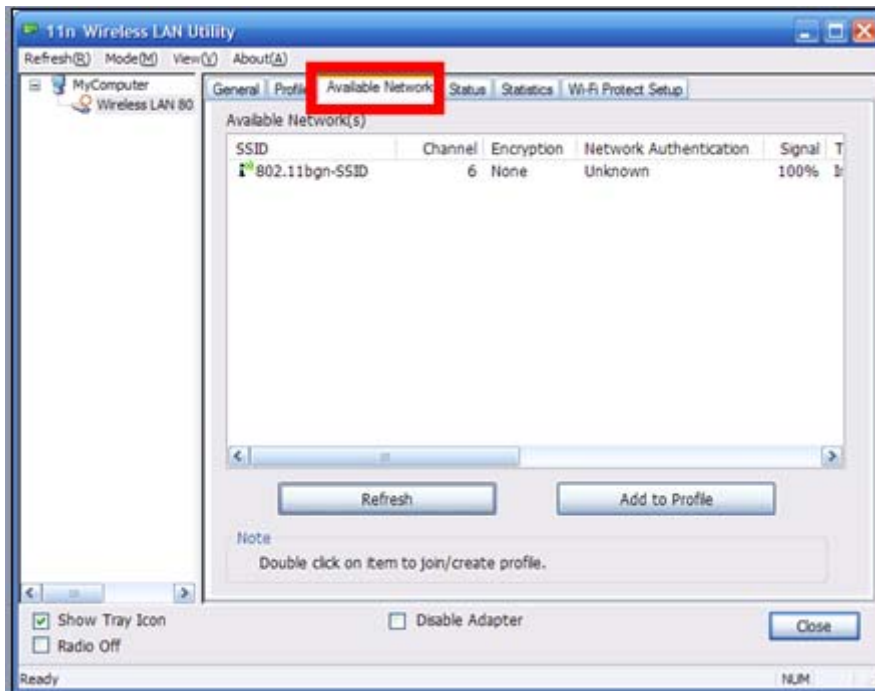 11n Wireless LAN Utility
Refresh(R) Mode(M) View(V) About(A)
MyComputer
Wireless LAN 80
General Profile Available Network Status Statistics Wi-Fi Protect Setup
Available Network(s)
SSID Channel Encryption Network Authentication Signal T
802.11bgn-SSID 6 None Unknown 100% In
Refresh Add to Profile
Note
Double click on item to join/create profile.
Show Tray Icon Disable Adapter Close
Radio Off
Ready NUM